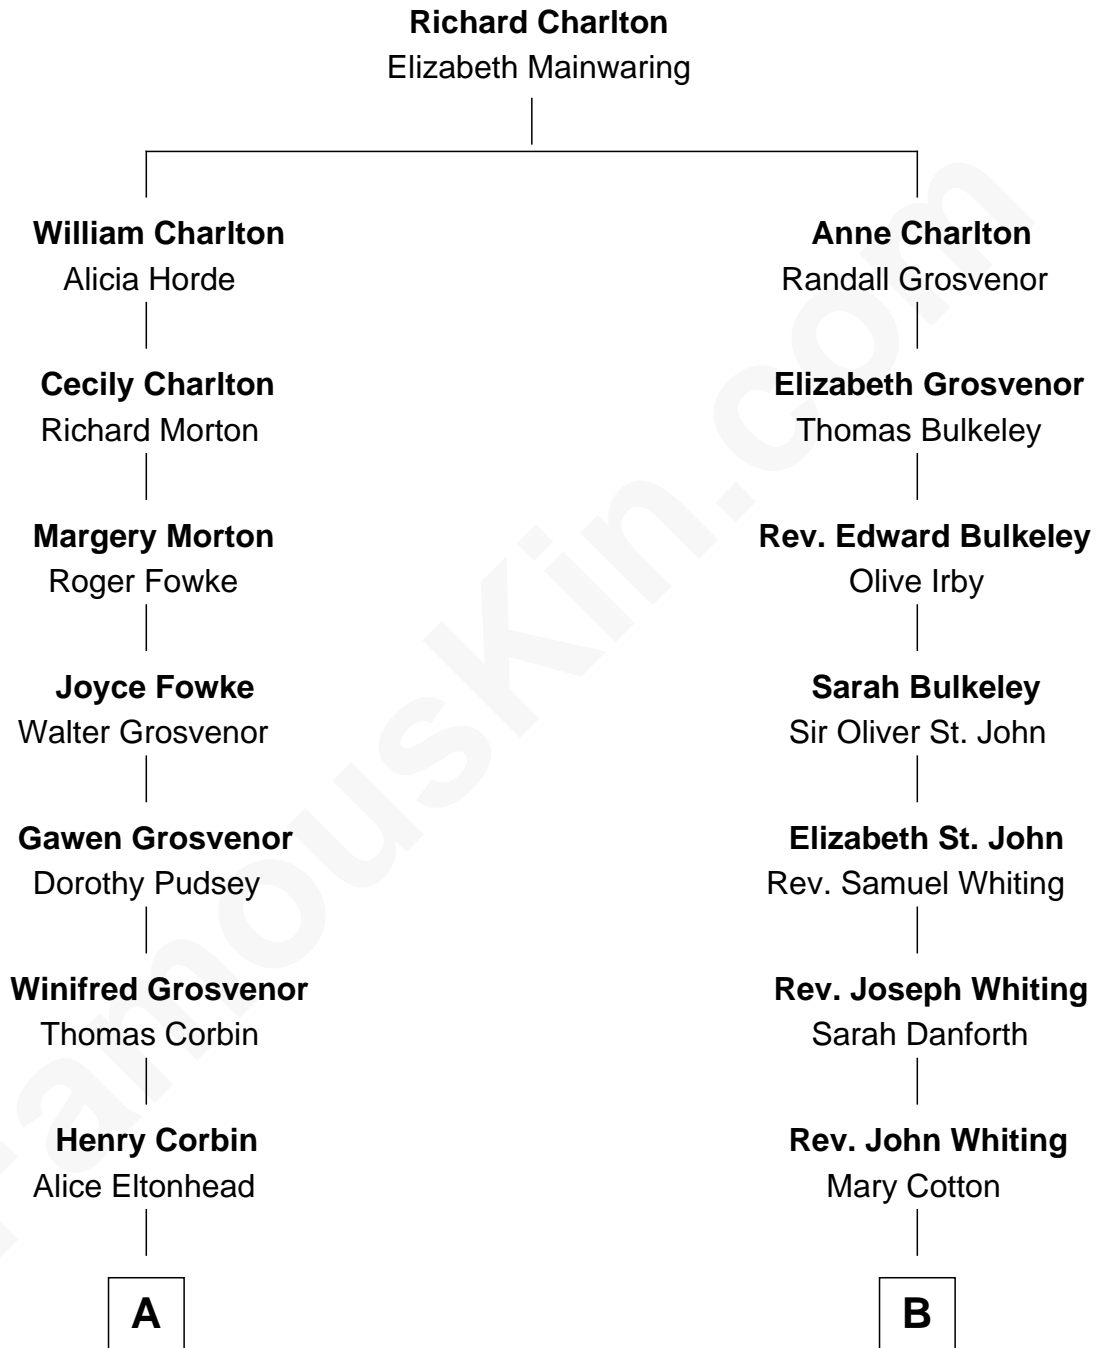 Richard Charlton
Elizabeth Mainwaring
William Charlton
Alicia Horde
Cecily Charlton
Richard Morton
Margery Morton
Roger Fowke
Joyce Fowke
Walter Grosvenor
Gawen Grosvenor
Dorothy Pudsey
Winifred Grosvenor
Thomas Corbin
Henry Corbin
Alice Eltonhead
A
Anne Charlton
Randall Grosvenor
Elizabeth Grosvenor
Thomas Bulkeley
Rev. Edward Bulkeley
Olive Irby
Sarah Bulkeley
Sir Oliver St. John
Elizabeth St. John
Rev. Samuel Whiting
Rev. Joseph Whiting
Sarah Danforth
Rev. John Whiting
Mary Cotton
B
FamousKin.com